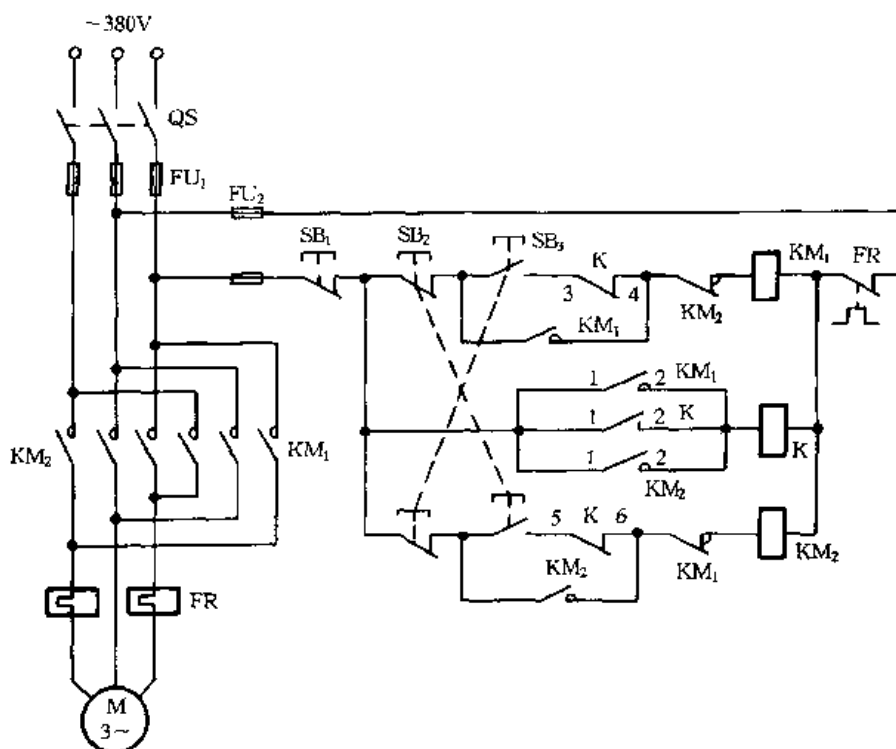 ~380V
QS
FU₁
FU₂
SB₁ SB₂ SB₃ K KM₁ FR
3 4
KM₂
KM₁
1 2 KM₁
1 2 K
K
1 2
KM₂
KM₂ KM₁
5 K 6
KM₂ KM₁ KM₂
FR
M
3~